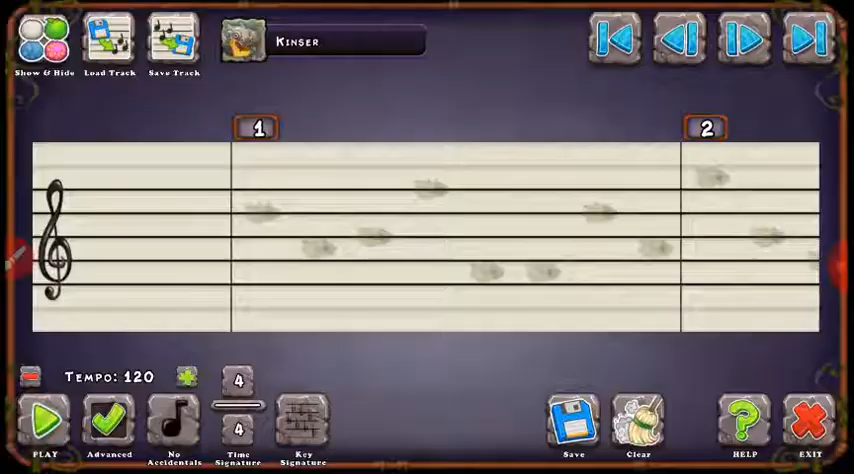 Kinser
Show & Hide Load Track Save Track
1 2
Tempo: 120
4
4
PLAY Advanced No Accidentals Time Signature Key Signature Save Clear HELP EXIT